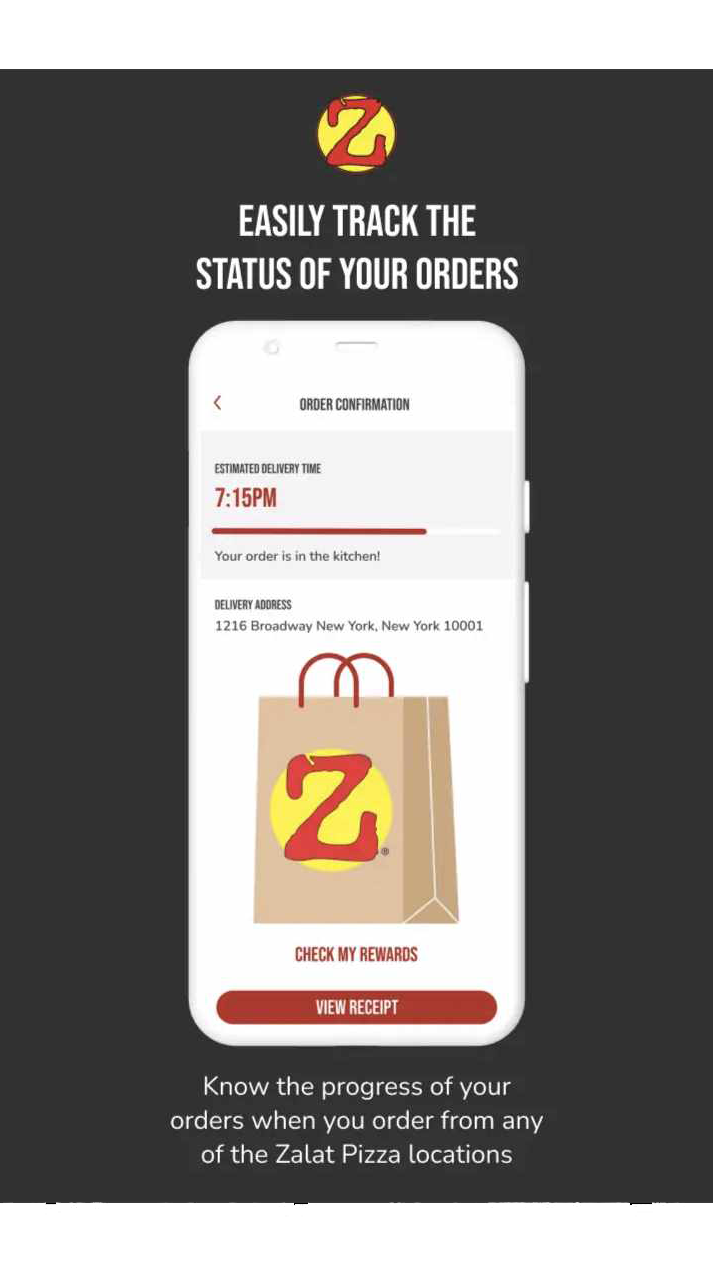 Z
EASILY TRACK THE
STATUS OF YOUR ORDERS
ORDER CONFIRMATION
ESTIMATED DELIVERY TIME
7:15PM
Your order is in the kitchen!
DELIVERY ADDRESS
1216 Broadway New York, New York 10001
Z®
CHECK MY REWARDS
VIEW RECEIPT
Know the progress of your
orders when you order from any
of the Zalat Pizza locations